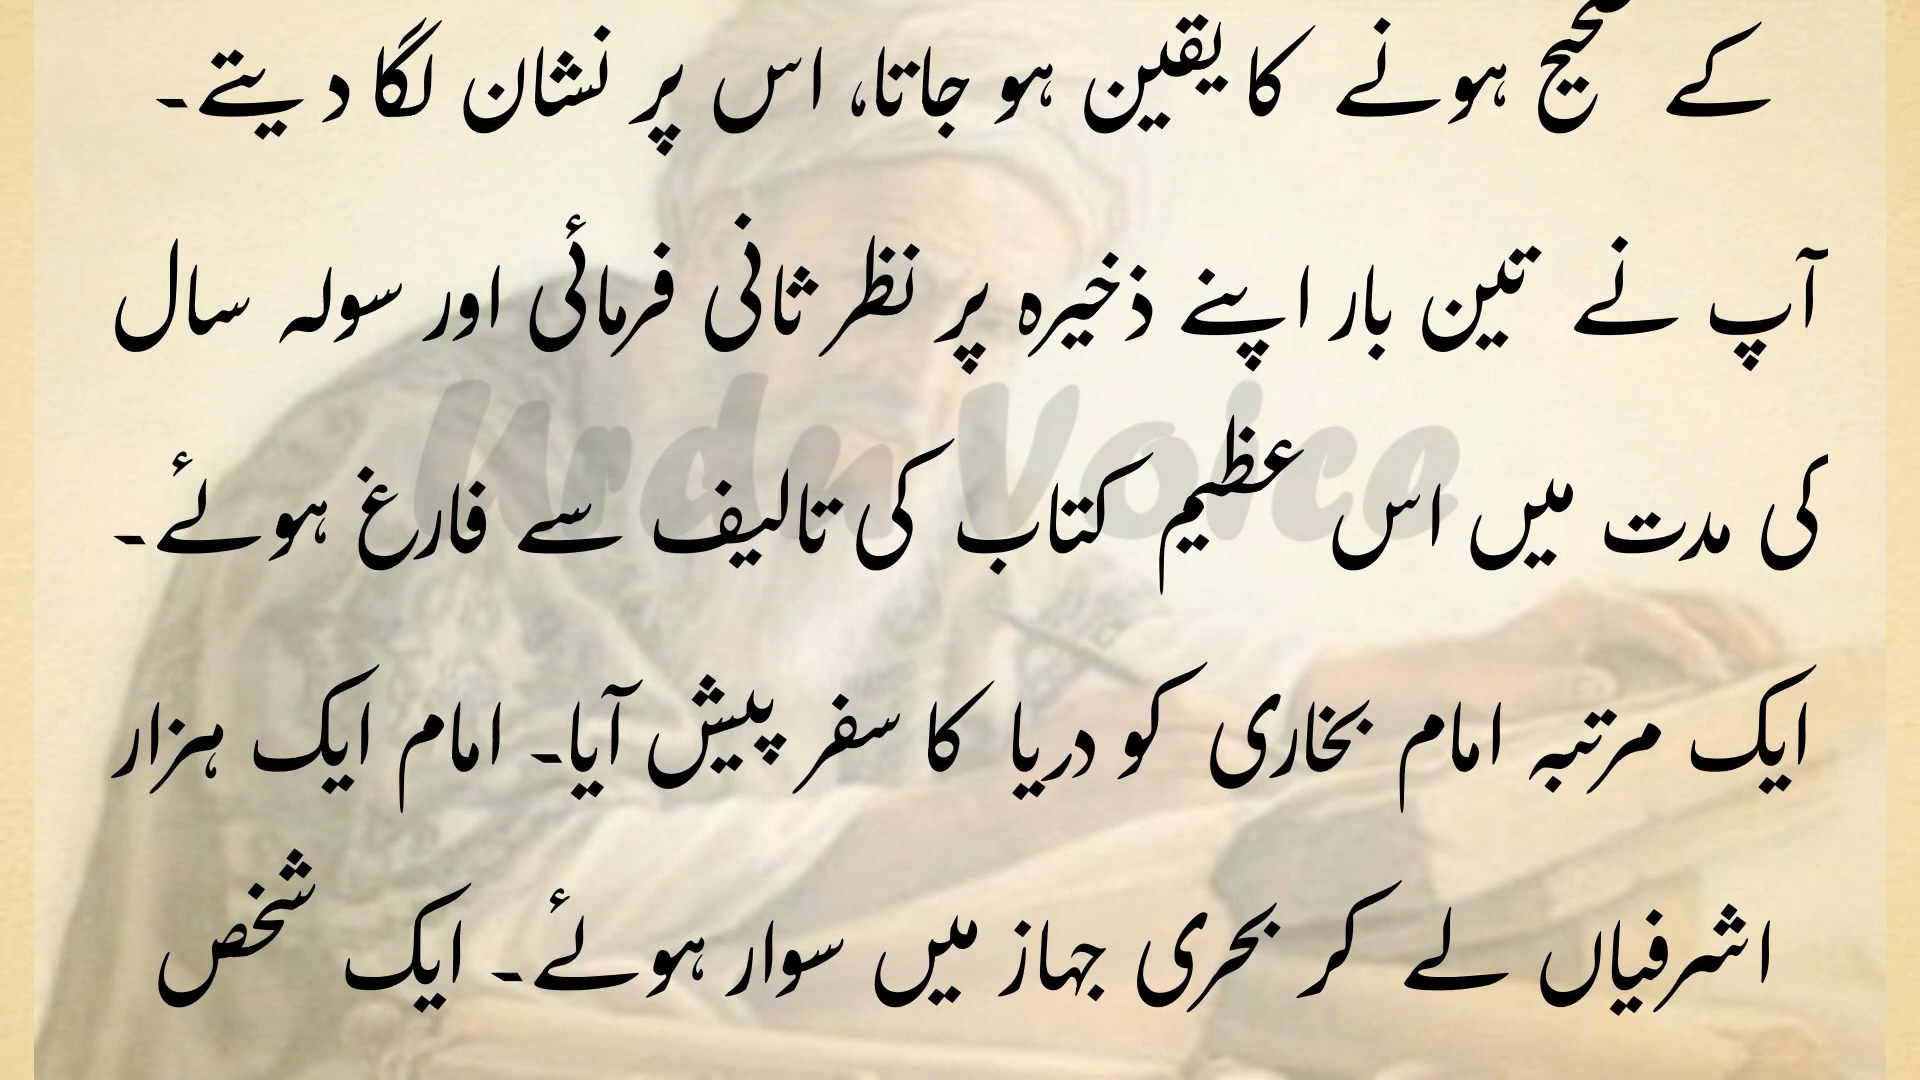 کے صحیح ہونے کا یقین ہو جاتا، اس پر نشان لگا دیتے۔
آپ نے تین بار اپنے ذخیرہ پر نظر ثانی فرمائی اور سولہ سال
Urdu Voice
کی مدت میں اس عظیم کتاب کی تالیف سے فارغ ہوئے۔
ایک مرتبہ امام بخاری کو دریا کا سفر پیش آیا۔ امام ایک ہزار
اشرفیاں لے کر بحری جہاز میں سوار ہوئے۔ ایک شخص